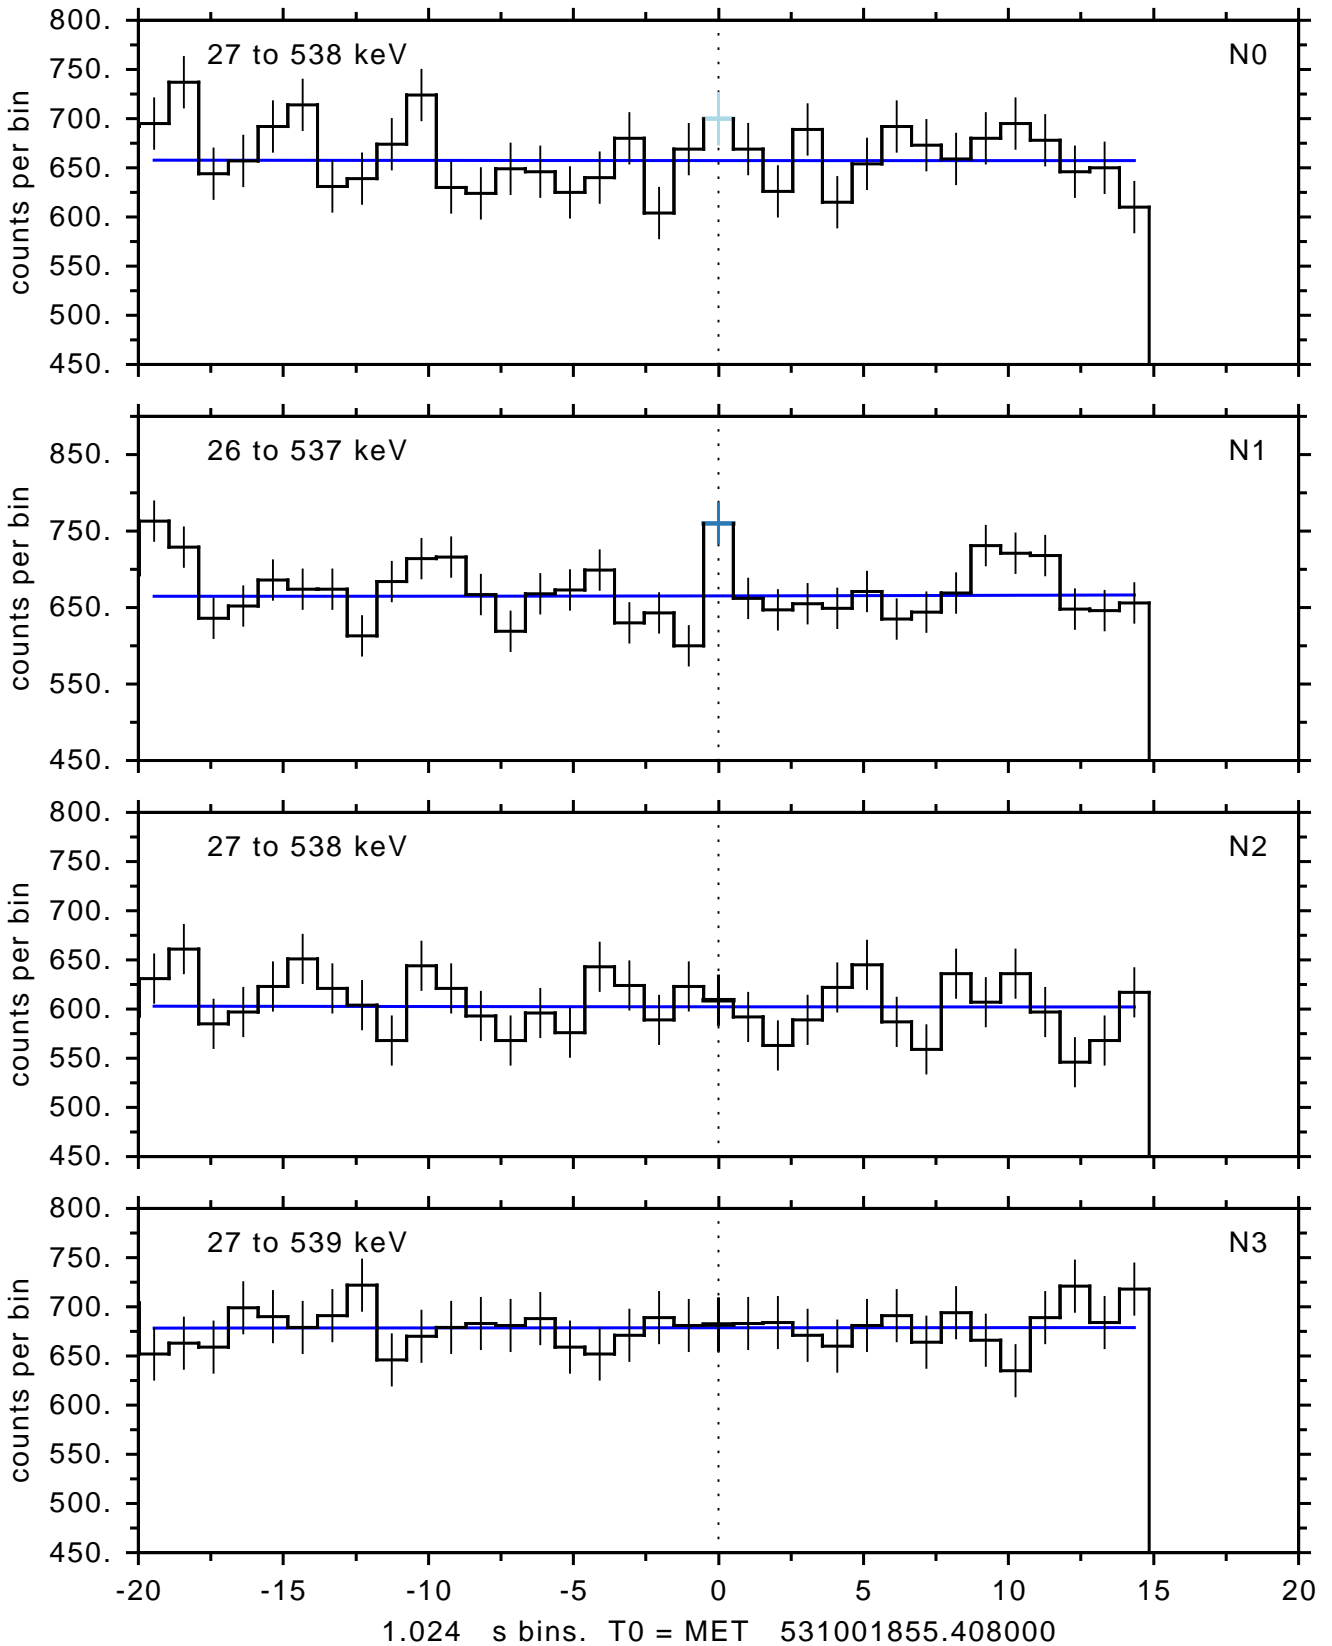 27 to 538 keV N0
counts per bin
800.
750.
700.
650.
600.
550.
500.
450.
26 to 537 keV N1
counts per bin
850.
750.
650.
550.
450.
27 to 538 keV N2
counts per bin
800.
750.
700.
650.
600.
550.
500.
450.
27 to 539 keV N3
counts per bin
800.
750.
700.
650.
600.
550.
500.
450.
-20 -15 -10 -5 0 5 10 15 20
1.024 s bins. T0 = MET 531001855.408000